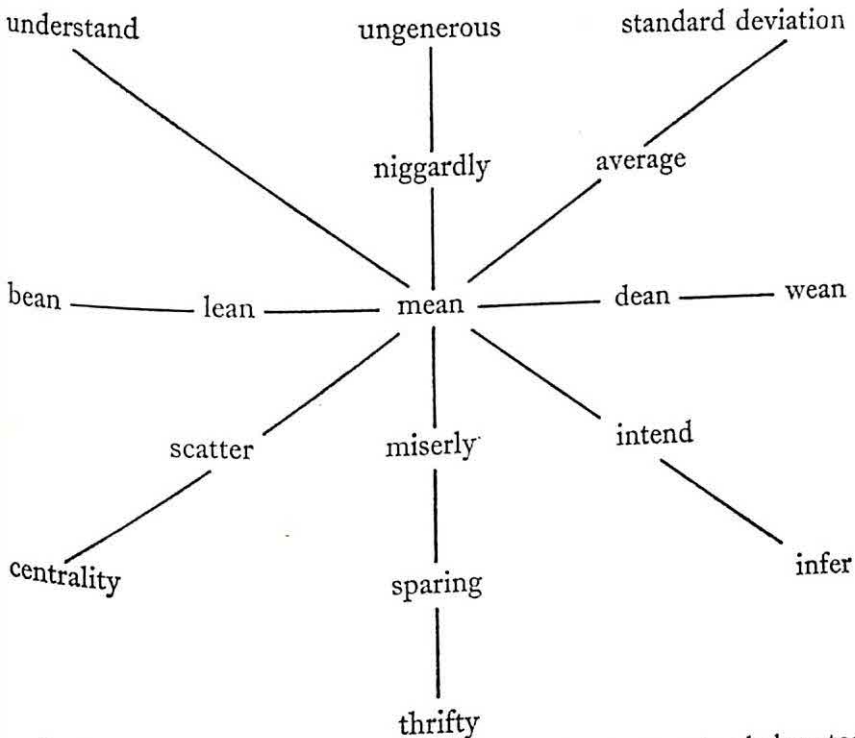 understand ungenerous standard deviation
niggardly average
bean lean mean dean wean
scatter miserly intend
centrality sparing infer
thrifty